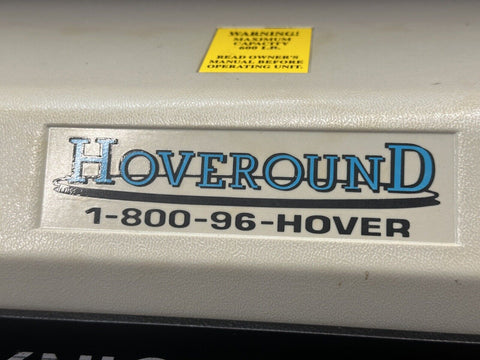 WARNING!
MAXIMUM
CAPACITY
600 LB.
READ OWNER'S
MANUAL BEFORE
OPERATING UNIT.
HOVEROUND
1-800-96-HOVER